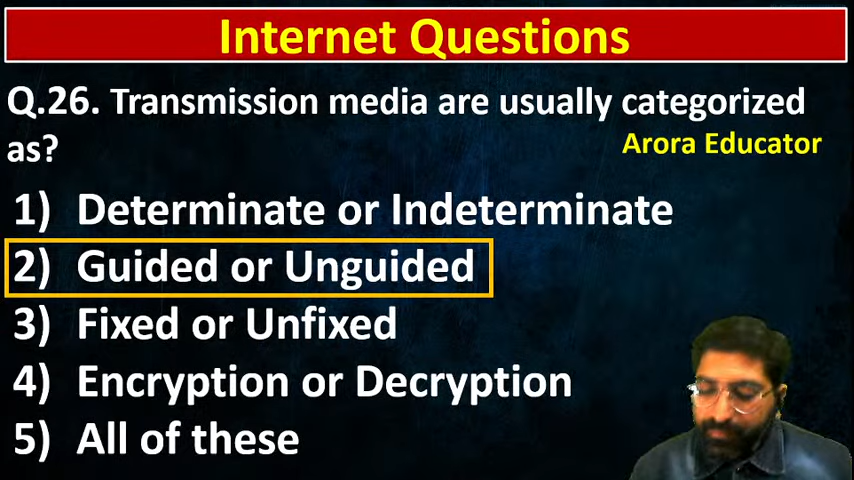 Internet Questions
Q.26. Transmission media are usually categorized
as?
Arora Educator
1) Determinate or Indeterminate
2) Guided or Unguided
3) Fixed or Unfixed
4) Encryption or Decryption
5) All of these